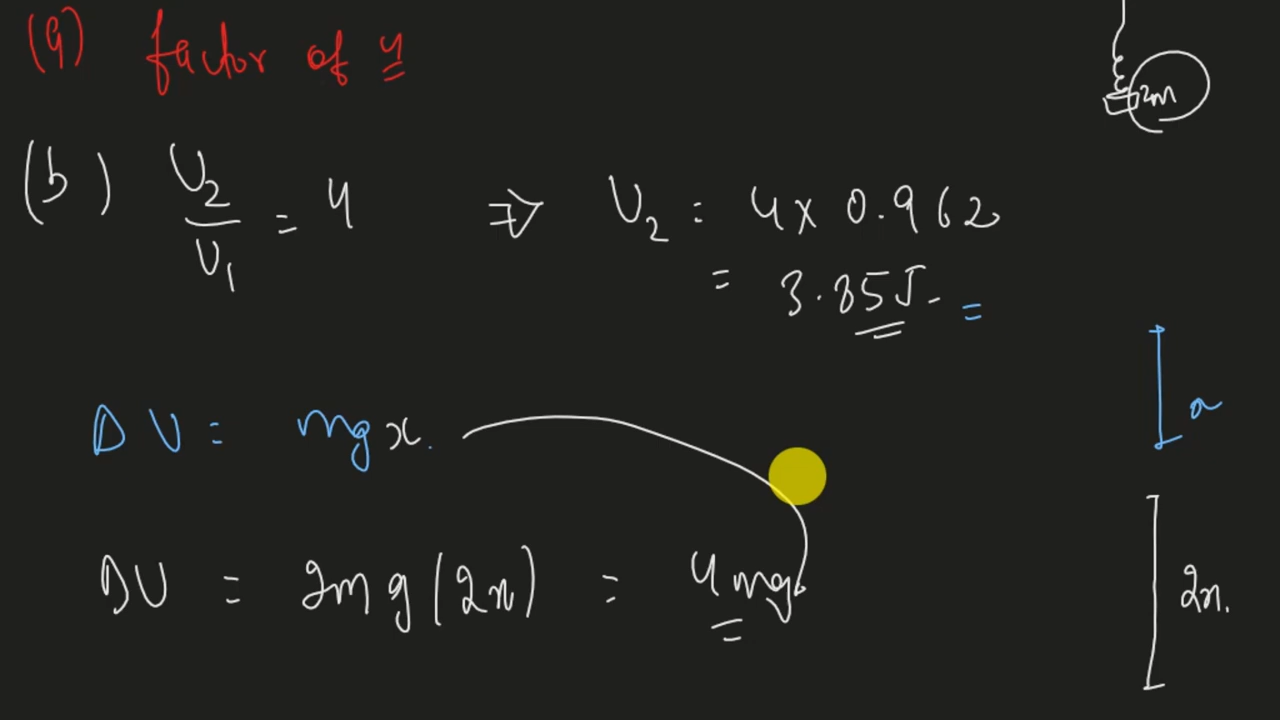 (a) factor of 4
2m
(b) U₂/U₁ = 4 ⇒ U₂ = 4 × 0.962
= 3.85 J. =
x
ΔU = mgx.
ΔU = 2mg(2x) = 4mgx
2x.